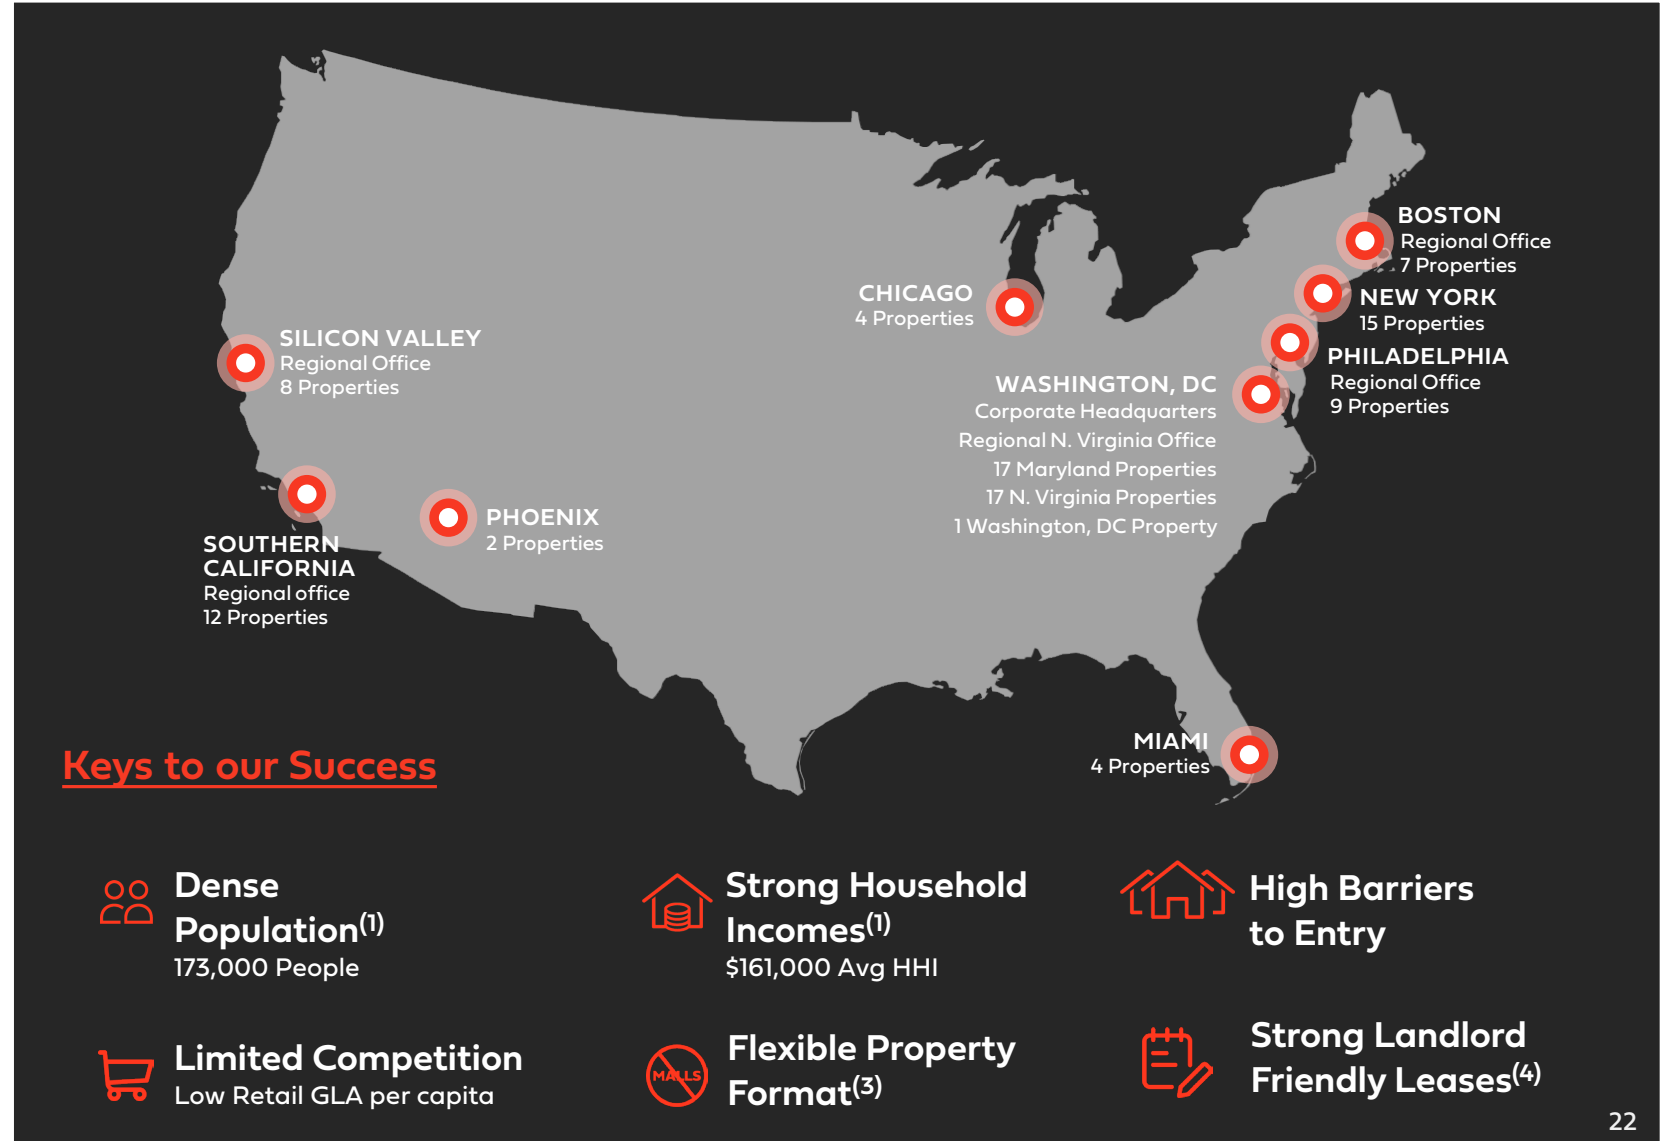 BOSTON
Regional Office
7 Properties
CHICAGO
4 Properties
NEW YORK
15 Properties
SILICON VALLEY
Regional Office
8 Properties
PHILADELPHIA
Regional Office
9 Properties
WASHINGTON, DC
Corporate Headquarters
Regional N. Virginia Office
17 Maryland Properties
17 N. Virginia Properties
1 Washington, DC Property
PHOENIX
2 Properties
SOUTHERN
CALIFORNIA
Regional office
12 Properties
MIAMI
4 Properties
Keys to our Success
Dense
Population(1)
173,000 People
Strong Household
Incomes(1)
$161,000 Avg HHI
High Barriers
to Entry
Limited Competition
Low Retail GLA per capita
MALLS
Flexible Property
Format(3)
Strong Landlord
Friendly Leases(4)
22